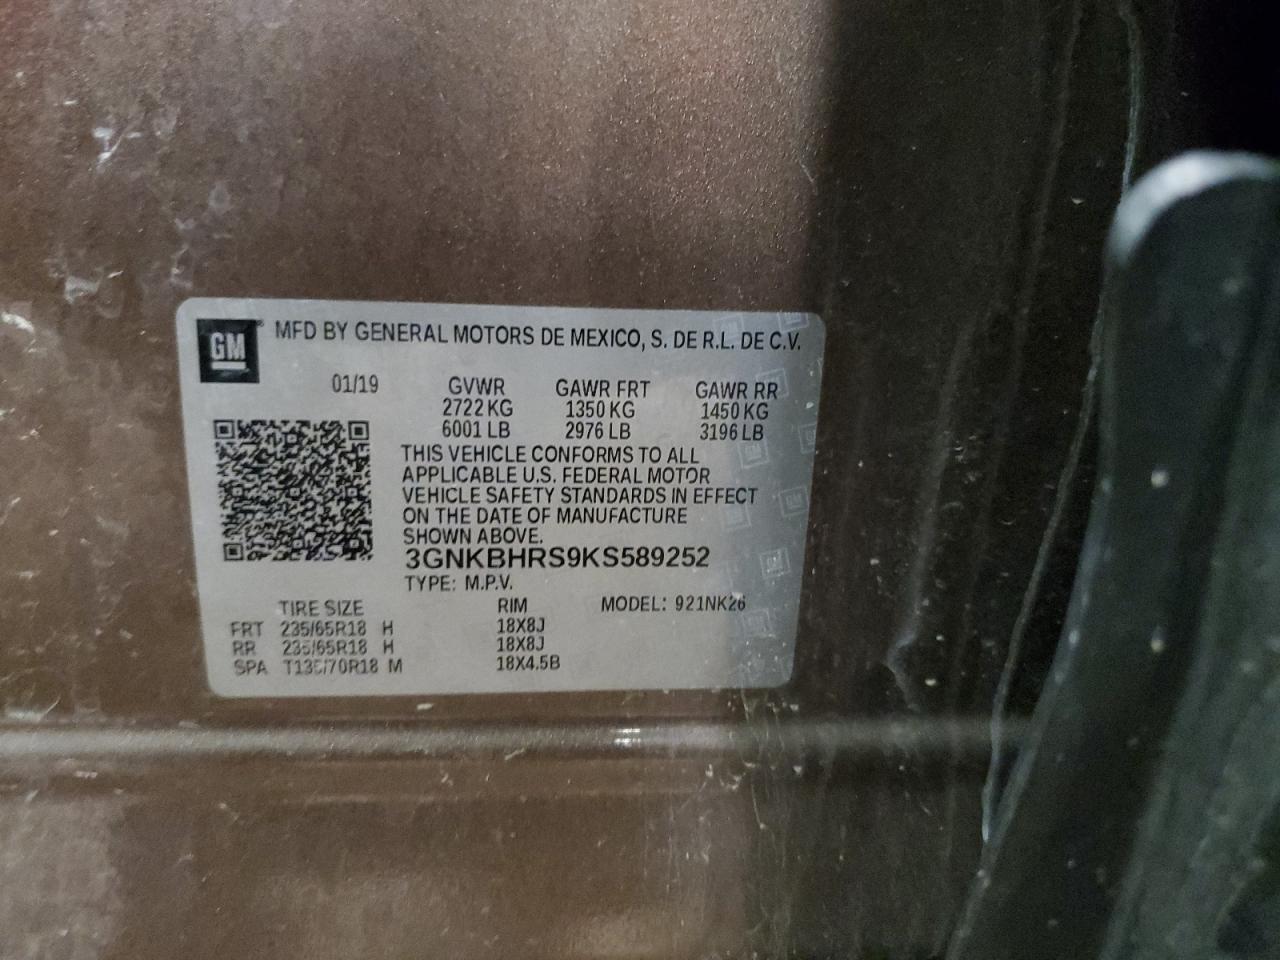 GM
MFD BY GENERAL MOTORS DE MEXICO, S. DE R.L. DE C.V.
01/19 GVWR GAWR FRT GAWR RR
2722 KG 1350 KG 1450 KG
6001 LB 2976 LB 3196 LB
THIS VEHICLE CONFORMS TO ALL
APPLICABLE U.S. FEDERAL MOTOR
VEHICLE SAFETY STANDARDS IN EFFECT
ON THE DATE OF MANUFACTURE
SHOWN ABOVE.
3GNKBHRS9KS589252
TYPE: M.P.V.
TIRE SIZE RIM MODEL: 921NK26
FRT 235/65R18 H 18X8J
RR 235/65R18 H 18X8J
SPA T135/70R18 M 18X4.5B